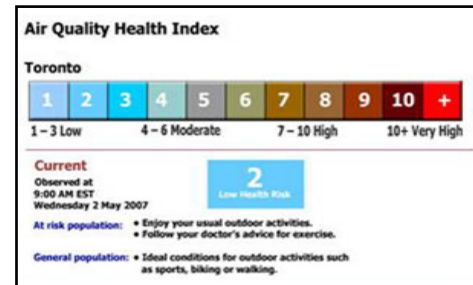 Air Quality Health Index
Toronto
1 2 3 4 5 6 7 8 9 10 +
1 – 3 Low 4 – 6 Moderate 7 – 10 High 10+ Very High
Current
Observed at
9:00 AM EST
Wednesday 2 May 2007
2
Low Health Risk
At risk population: • Enjoy your usual outdoor activities.
• Follow your doctor's advice for exercise.
General population: • Ideal conditions for outdoor activities such
as sports, biking or walking.